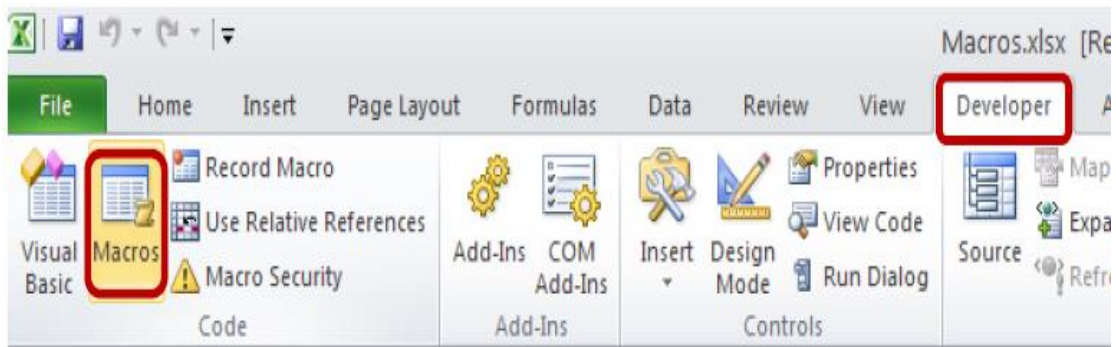 Macros.xlsx [Re
File Home Insert Page Layout Formulas Data Review View Developer A
Visual Basic
Macros
Record Macro
Use Relative References
Macro Security
Code
Add-Ins
COM Add-Ins
Add-Ins
Insert
Design Mode
Properties
View Code
Run Dialog
Controls
Source
Map
Expa
Refre